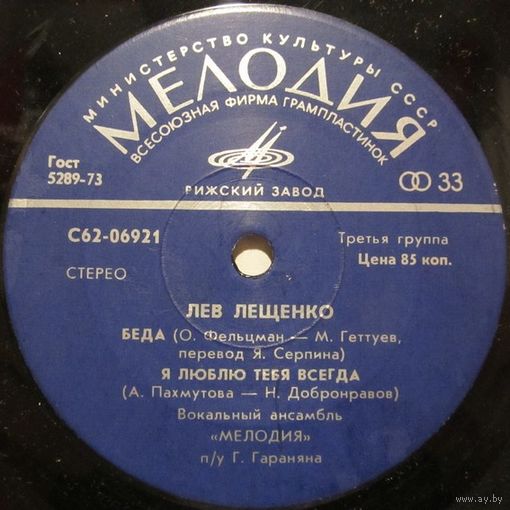 МИНИСТЕРСТВО КУЛЬТУРЫ СССР
МЕЛОДИЯ
ВСЕСОЮЗНАЯ ФИРМА ГРАМПЛАСТИНОК
Гост
5289-73
РИЖСКИЙ ЗАВОД
33
С62-06921
Третья группа
СТЕРЕО
Цена 85 коп.
ЛЕВ ЛЕЩЕНКО
БЕДА (О. Фельцман — М. Геттуев,
перевод Я. Серпина)
Я ЛЮБЛЮ ТЕБЯ ВСЕГДА
(А. Пахмутова — Н. Добронравов)
Вокальный ансамбль
«МЕЛОДИЯ»
п/у Г. Гараняна
www.ay.by